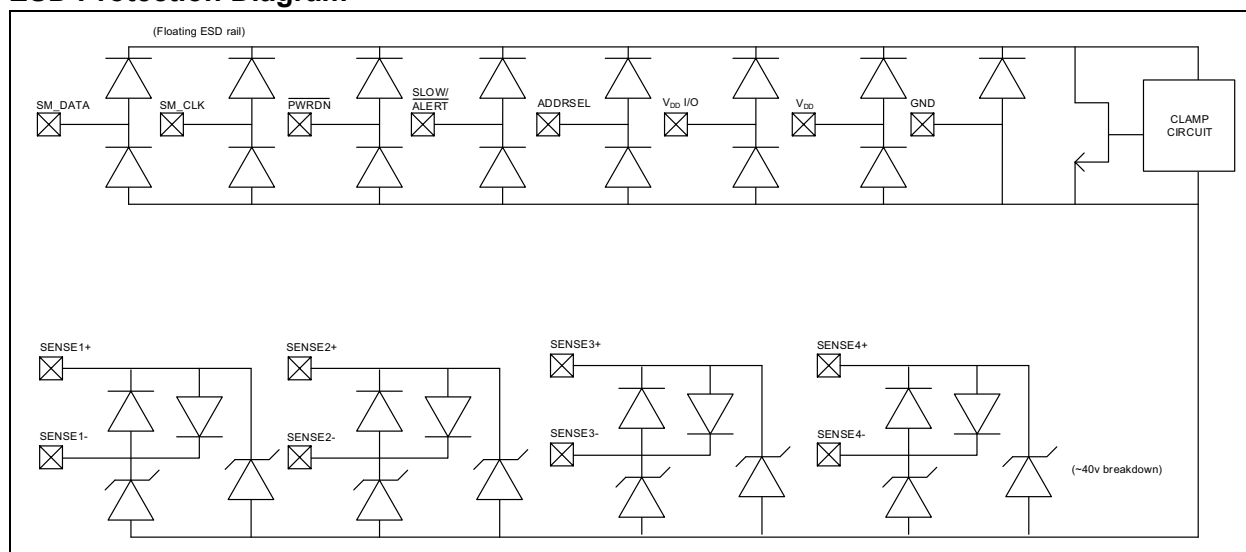 ESD Protection Diagram
(Floating ESD rail)
SM_DATA
SM_CLK
PWRDN
SLOW/
ALERT
ADDRSEL
VDD I/O
VDD
GND
CLAMP
CIRCUIT
SENSE1+
SENSE2+
SENSE3+
SENSE4+
SENSE1-
SENSE2-
SENSE3-
SENSE4-
(~40v breakdown)